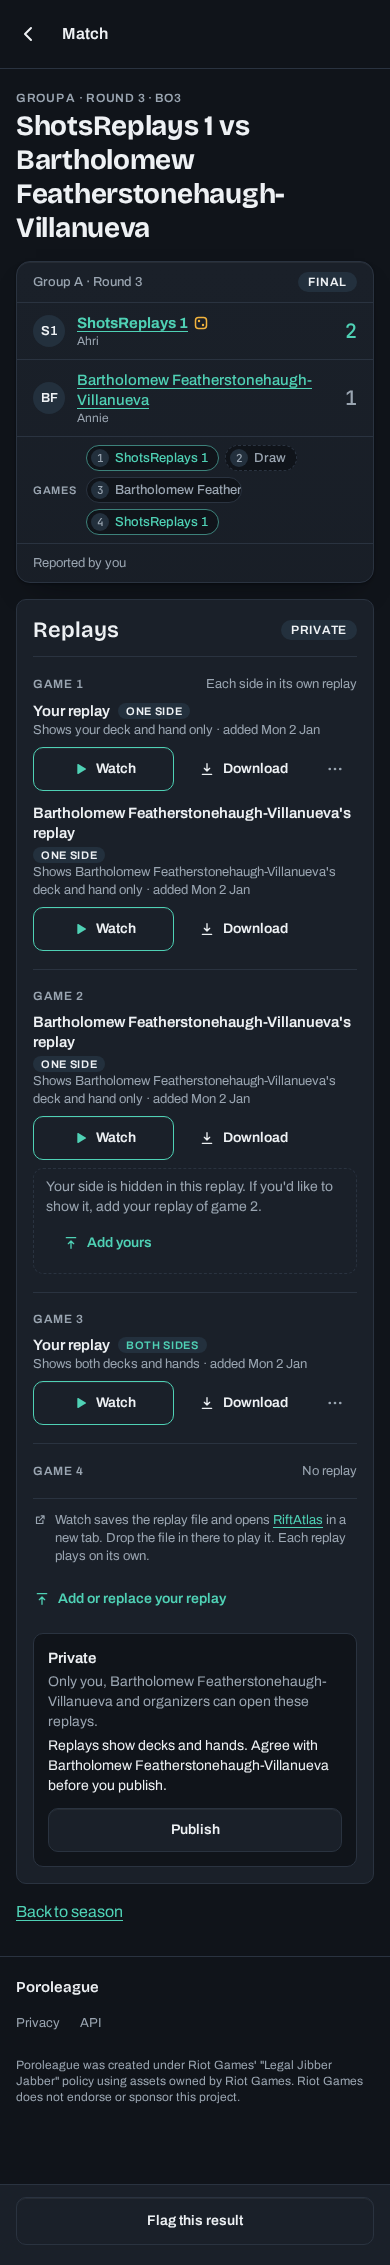 Match
GROUP A · ROUND 3 · BO3
ShotsReplays 1 vs
Bartholomew
Featherstonehaugh-
Villanueva
Group A · Round 3
FINAL
S1
ShotsReplays 1
Ahri
2
BF
Bartholomew Featherstonehaugh-
Villanueva
Annie
1
GAMES
1 ShotsReplays 1
2 Draw
3 Bartholomew Feather
4 ShotsReplays 1
Reported by you
Replays
PRIVATE
GAME 1
Each side in its own replay
Your replay ONE SIDE
Shows your deck and hand only · added Mon 2 Jan
Watch
Download
Bartholomew Featherstonehaugh-Villanueva's
replay
ONE SIDE
Shows Bartholomew Featherstonehaugh-Villanueva's
deck and hand only · added Mon 2 Jan
Watch
Download
GAME 2
Bartholomew Featherstonehaugh-Villanueva's
replay
ONE SIDE
Shows Bartholomew Featherstonehaugh-Villanueva's
deck and hand only · added Mon 2 Jan
Watch
Download
Your side is hidden in this replay. If you'd like to
show it, add your replay of game 2.
Add yours
GAME 3
Your replay BOTH SIDES
Shows both decks and hands · added Mon 2 Jan
Watch
Download
GAME 4
No replay
Watch saves the replay file and opens RiftAtlas in a
new tab. Drop the file in there to play it. Each replay
plays on its own.
Add or replace your replay
Private
Only you, Bartholomew Featherstonehaugh-
Villanueva and organizers can open these
replays.
Replays show decks and hands. Agree with
Bartholomew Featherstonehaugh-Villanueva
before you publish.
Publish
Back to season
Poroleague
Privacy
API
Poroleague was created under Riot Games' "Legal Jibber
Jabber" policy using assets owned by Riot Games. Riot Games
does not endorse or sponsor this project.
Flag this result